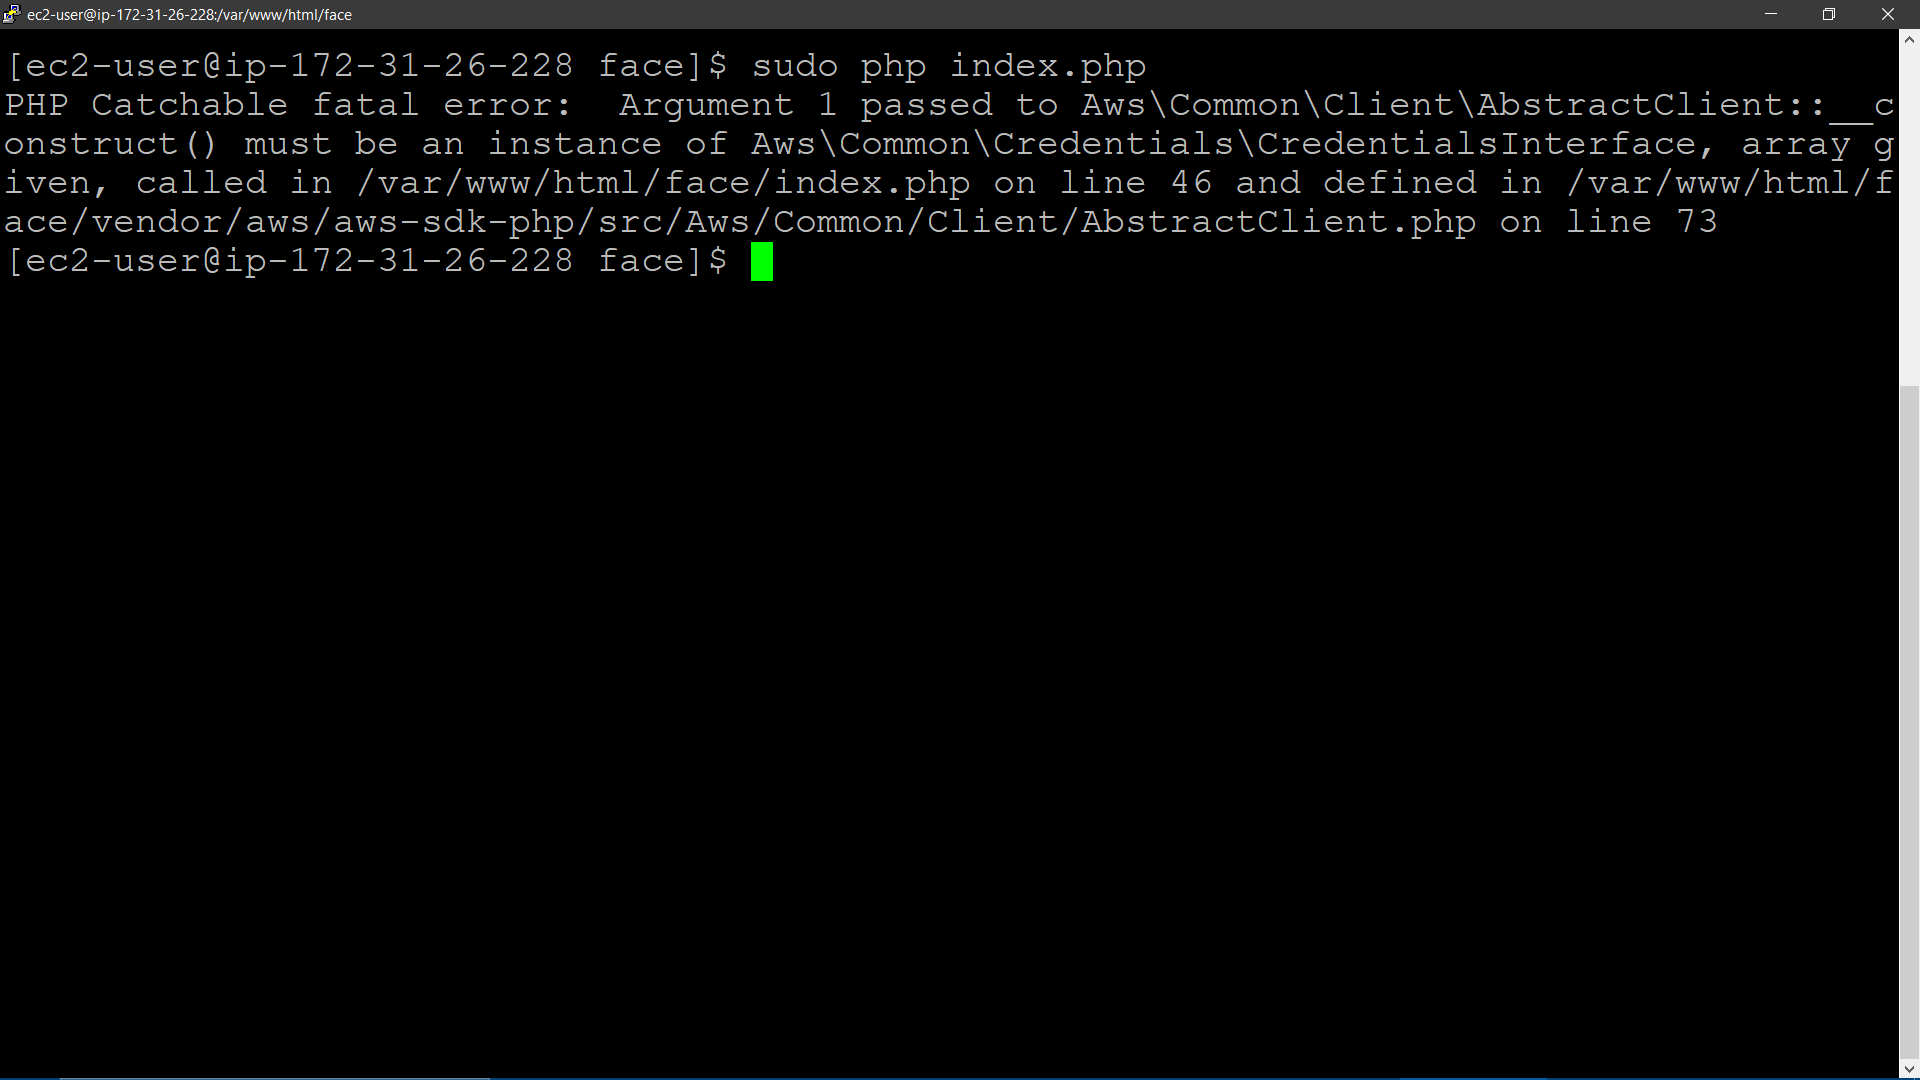 ec2-user@ip-172-31-26-228:/var/www/html/face
[ec2-user@ip-172-31-26-228 face]$ sudo php index.php
PHP Catchable fatal error:  Argument 1 passed to Aws\Common\Client\AbstractClient::__c
onstruct() must be an instance of Aws\Common\Credentials\CredentialsInterface, array g
iven, called in /var/www/html/face/index.php on line 46 and defined in /var/www/html/f
ace/vendor/aws/aws-sdk-php/src/Aws/Common/Client/AbstractClient.php on line 73
[ec2-user@ip-172-31-26-228 face]$